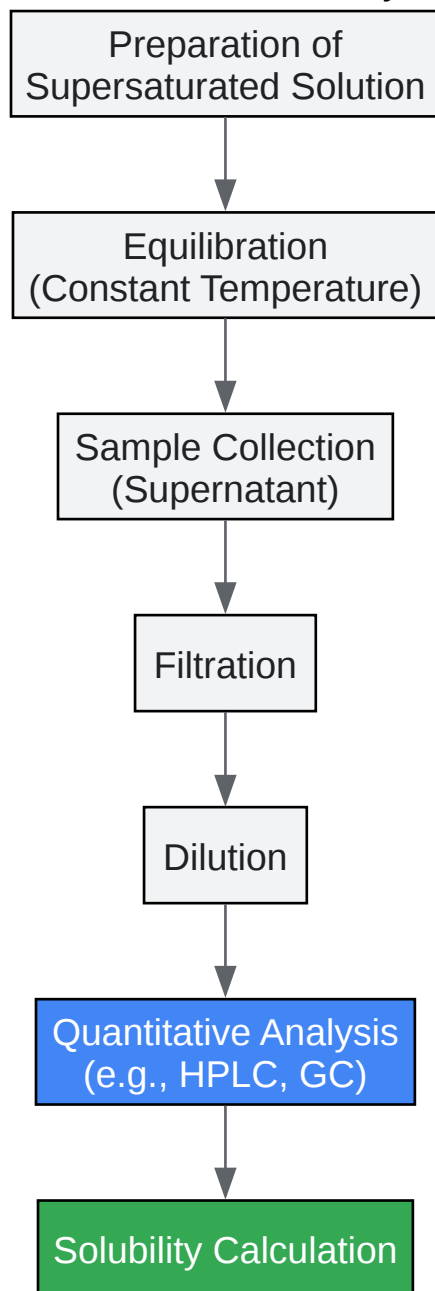 Preparation of
Supersaturated Solution
Equilibration
(Constant Temperature)
Sample Collection
(Supernatant)
Filtration
Dilution
Quantitative Analysis
(e.g., HPLC, GC)
Solubility Calculation